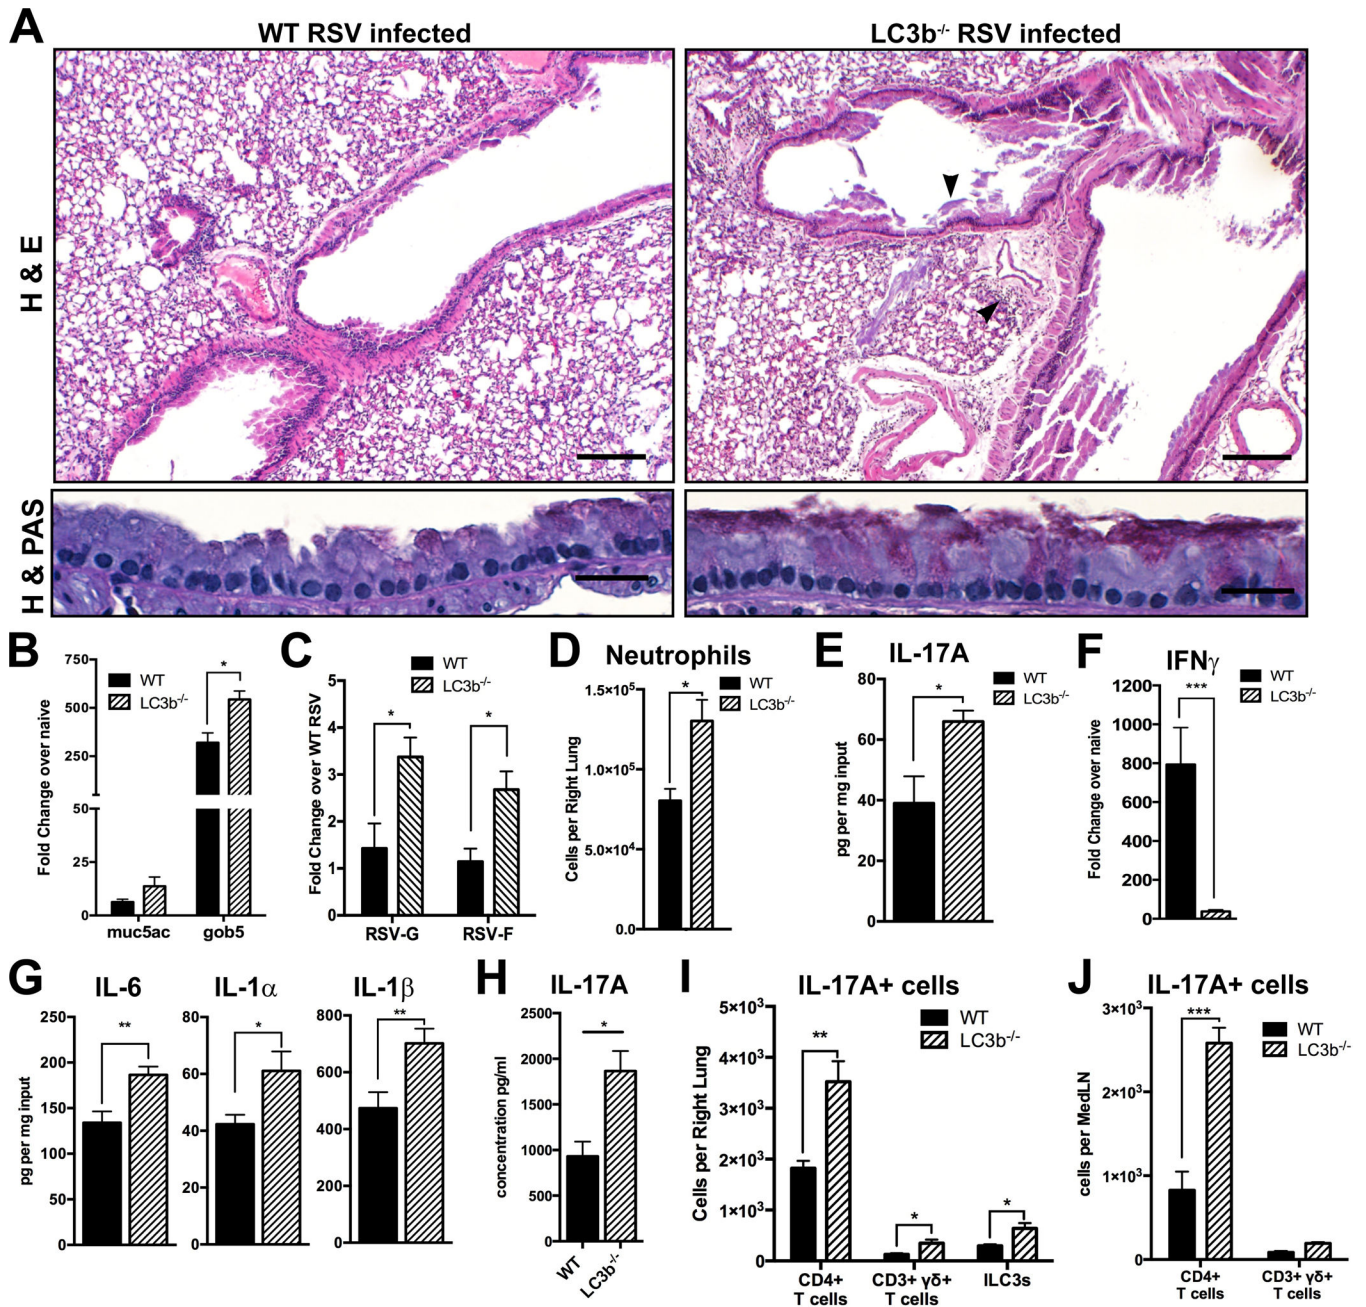 A
WT RSV infected
LC3b-/- RSV infected
H & E
H & PAS
B
Fold Change over naive
750
500
250
50
25
0
WT
LC3b-/-
*
muc5ac
gob5
C
Fold Change over WT RSV
5
4
3
2
1
0
WT
LC3b-/-
*
*
RSV-G
RSV-F
D
Neutrophils
Cells per Right Lung
1.5×10⁵
1.0×10⁵
5.0×10⁴
0.0
*
WT
LC3b-/-
E
IL-17A
pg per mg input
80
60
40
20
0
*
WT
LC3b-/-
F
IFNγ
Fold Change over naive
1200
1000
800
600
400
200
0
***
WT
LC3b-/-
G
IL-6
pg per mg input
250
200
150
100
50
0
**
IL-1α
80
60
40
20
0
*
IL-1β
800
600
400
200
0
**
H
IL-17A
concentration pg/ml
2500
2000
1500
1000
500
0
*
WT
LC3b-/-
I
IL-17A+ cells
Cells per Right Lung
5×10³
4×10³
3×10³
2×10³
1×10³
0
WT
LC3b-/-
**
*
*
CD4+
T cells
CD3+ γδ+
T cells
ILC3s
J
IL-17A+ cells
cells per MedLN
3×10³
2×10³
1×10³
0
***
WT
LC3b-/-
CD4+
T cells
CD3+ γδ+
T cells